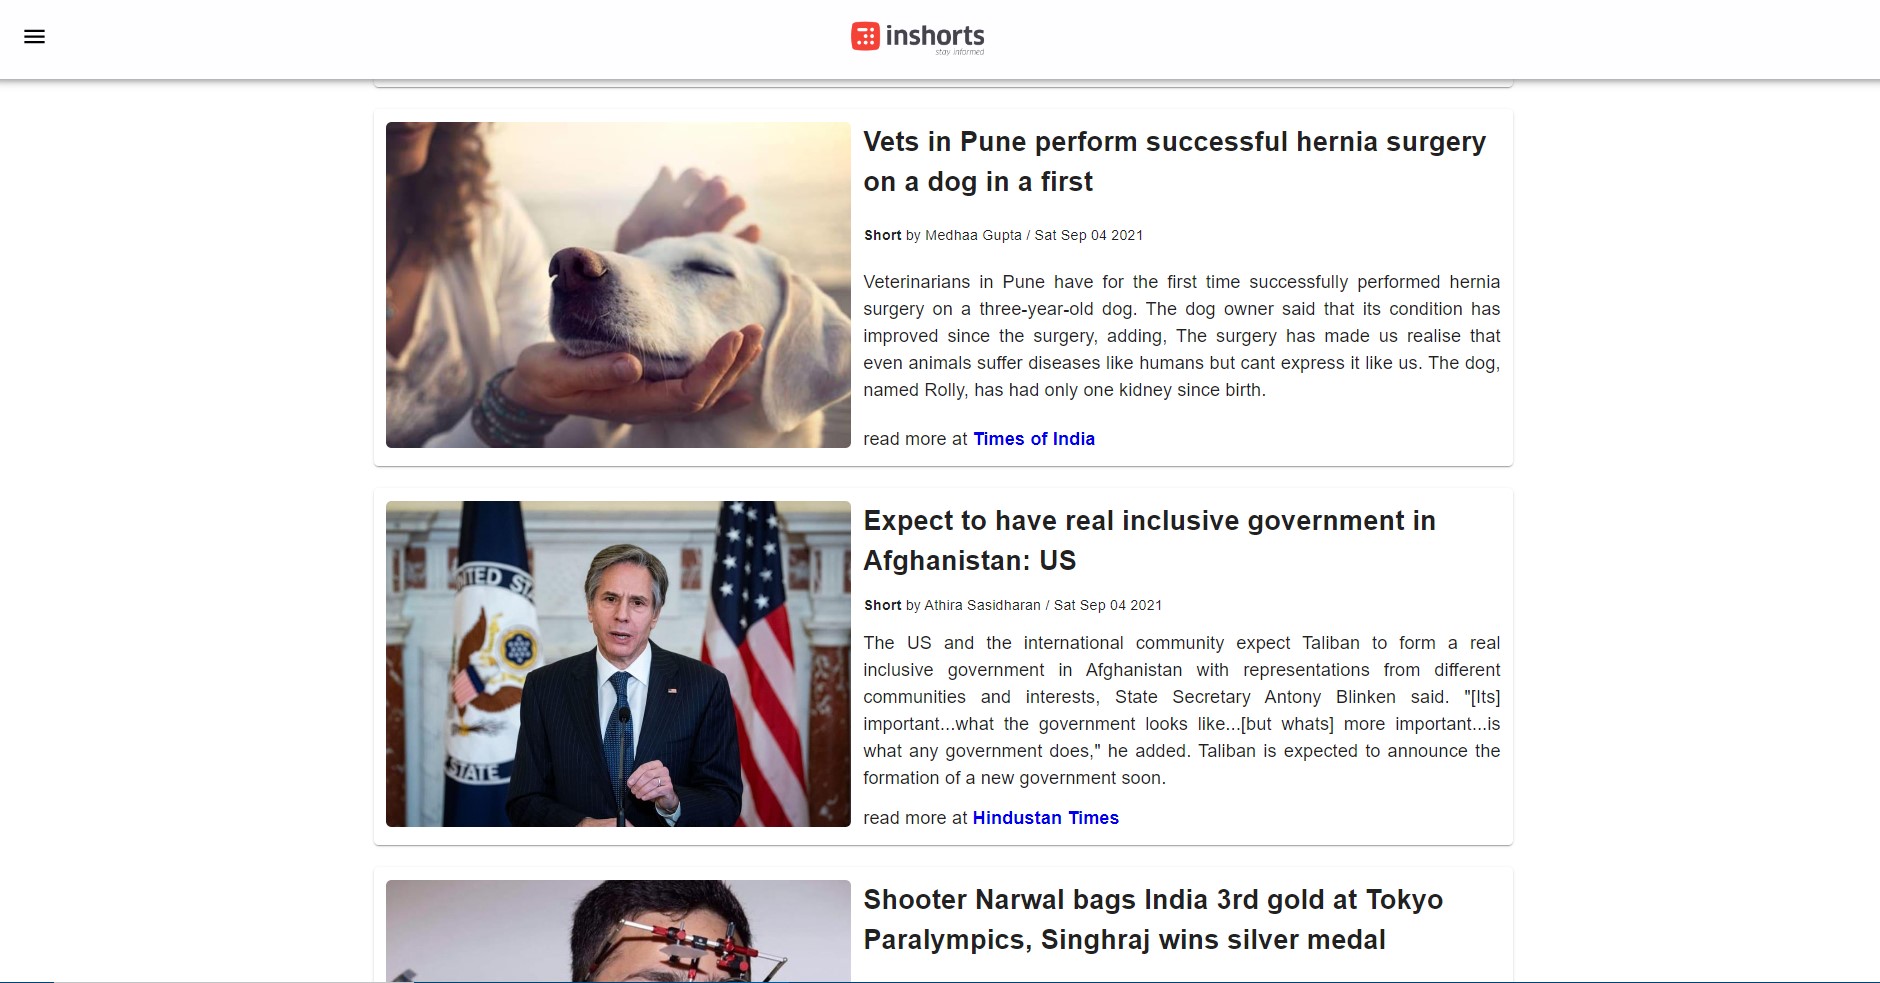 inshorts
stay informed
Vets in Pune perform successful hernia surgery
on a dog in a first
Short by Medhaa Gupta / Sat Sep 04 2021
Veterinarians in Pune have for the first time successfully performed hernia
surgery on a three-year-old dog. The dog owner said that its condition has
improved since the surgery, adding, The surgery has made us realise that
even animals suffer diseases like humans but cant express it like us. The dog,
named Rolly, has had only one kidney since birth.
read more at Times of India
UNITED STA
STATE
Expect to have real inclusive government in
Afghanistan: US
Short by Athira Sasidharan / Sat Sep 04 2021
The US and the international community expect Taliban to form a real
inclusive government in Afghanistan with representations from different
communities and interests, State Secretary Antony Blinken said. "[Its]
important...what the government looks like...[but whats] more important...is
what any government does," he added. Taliban is expected to announce the
formation of a new government soon.
read more at Hindustan Times
Shooter Narwal bags India 3rd gold at Tokyo
Paralympics, Singhraj wins silver medal